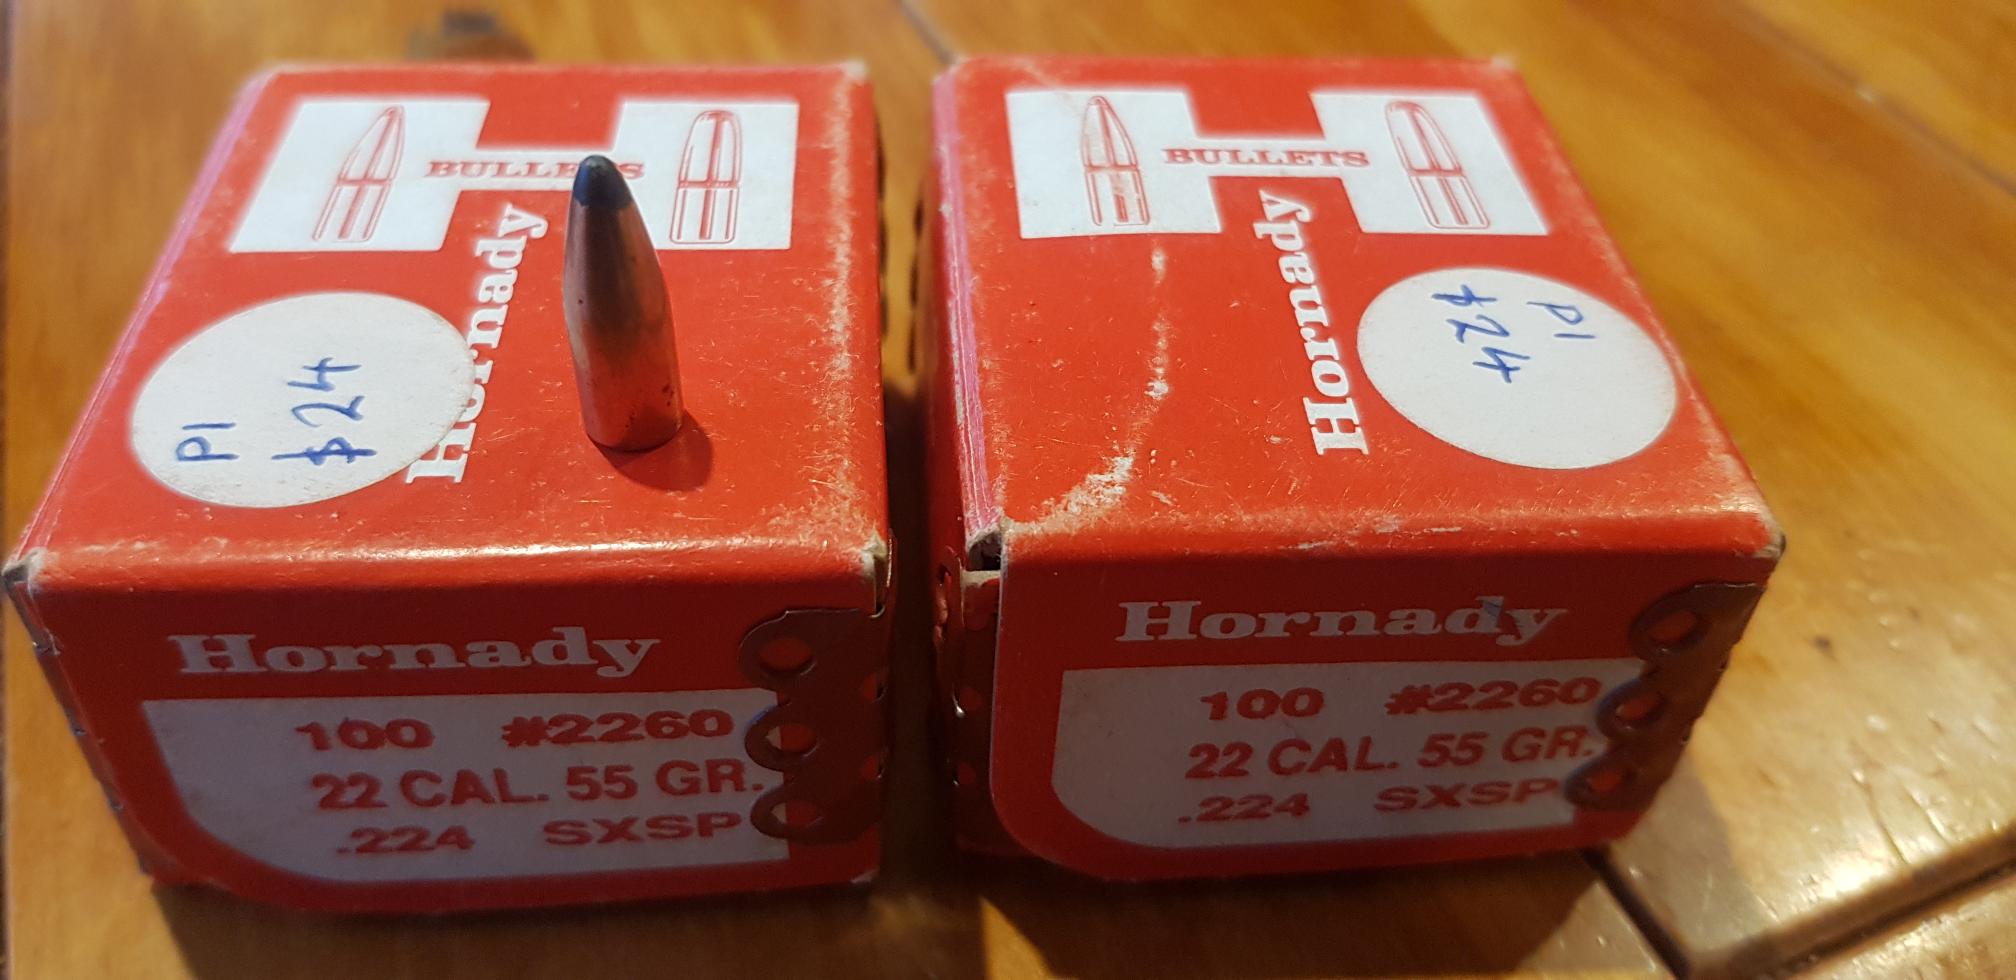 BULLETS
Hornady
P1
$24
Hornady
100 #2260
22 CAL. 55 GR.
.224 SXSP
BULLETS
Hornady
$24
P1
Hornady
100 #2260
22 CAL. 55 GR.
.224 SXSP